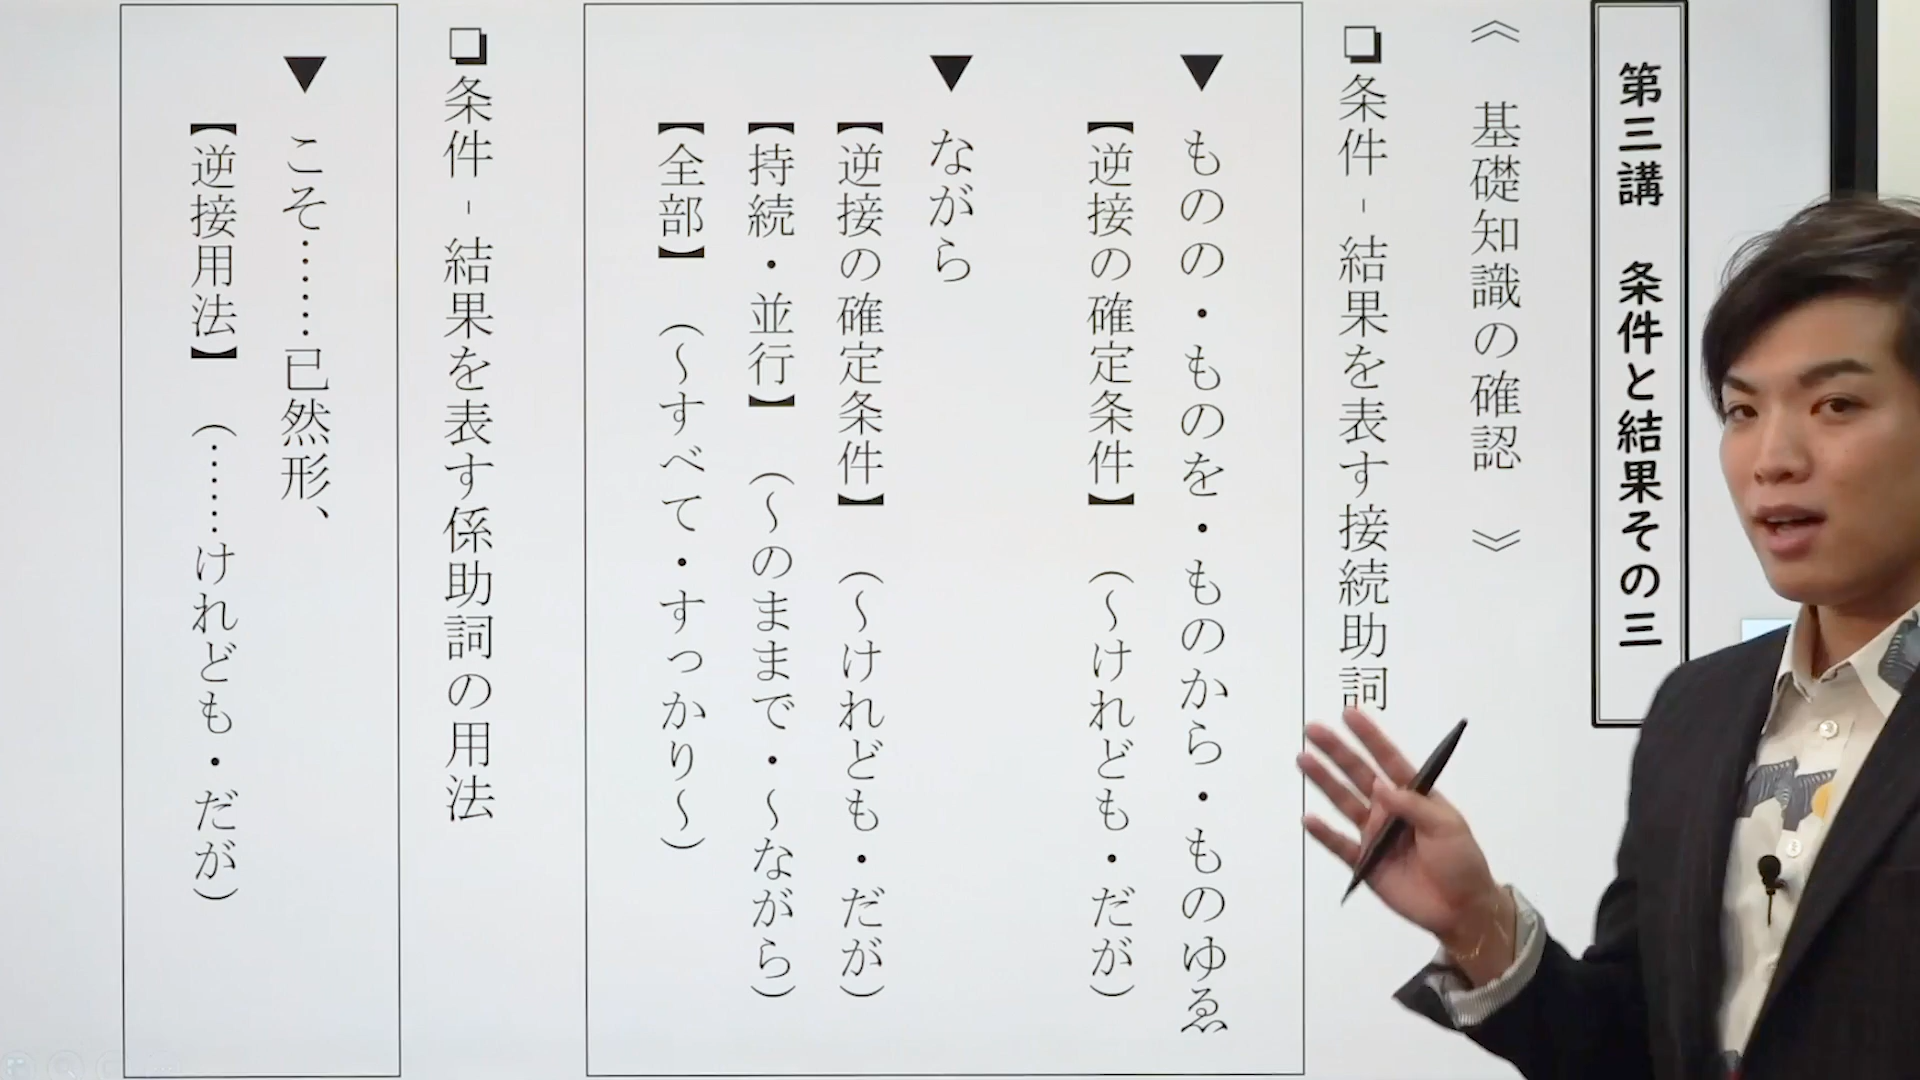 第三講　条件と結果その三
《　基礎知識の確認　》
❏条件‐結果を表す接続助詞
▼　ものの・ものを・ものから・ものゆゑ
【逆接の確定条件】（～けれども・だが）
▼　ながら
【逆接の確定条件】（～けれども・だが）
【持続・並行】（～のままで・～ながら）
【全部】（～すべて・すっかり～）
❏条件‐結果を表す係助詞の用法
▼　こそ……已然形、
【逆接用法】（……けれども・だが）